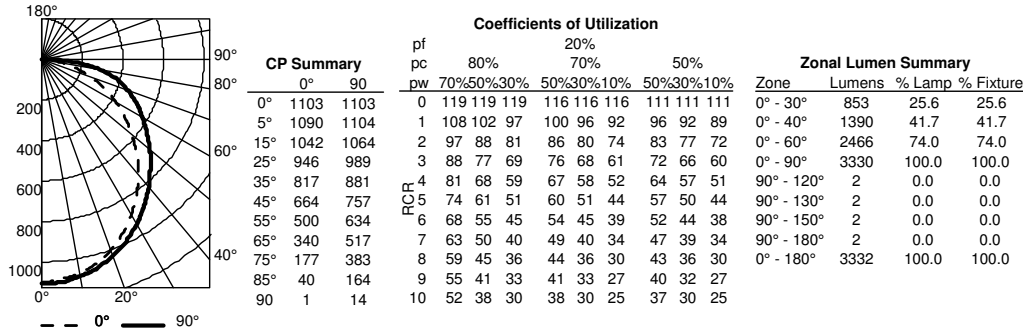 180°
90°
80°
60°
40°
20°
0°
200
400
600
800
1000
0° 90°
CP Summary
0° 90
0° 1103 1103
5° 1090 1104
15° 1042 1064
25° 946 989
35° 817 881
45° 664 757
55° 500 634
65° 340 517
75° 177 383
85° 40 164
90 1 14
Coefficients of Utilization
pf 20%
pc 80% 70% 50%
pw 70%50%30% 50%30%10% 50%30%10%
RCR
0 119 119 119 116 116 116 111 111 111
1 108 102 97 100 96 92 96 92 89
2 97 88 81 86 80 74 83 77 72
3 88 77 69 76 68 61 72 66 60
4 81 68 59 67 58 52 64 57 51
5 74 61 51 60 51 44 57 50 44
6 68 55 45 54 45 39 52 44 38
7 63 50 40 49 40 34 47 39 34
8 59 45 36 44 36 30 43 36 30
9 55 41 33 41 33 27 40 32 27
10 52 38 30 38 30 25 37 30 25
Zonal Lumen Summary
Zone Lumens % Lamp % Fixture
0° - 30° 853 25.6 25.6
0° - 40° 1390 41.7 41.7
0° - 60° 2466 74.0 74.0
0° - 90° 3330 100.0 100.0
90° - 120° 2 0.0 0.0
90° - 130° 2 0.0 0.0
90° - 150° 2 0.0 0.0
90° - 180° 2 0.0 0.0
0° - 180° 3332 100.0 100.0